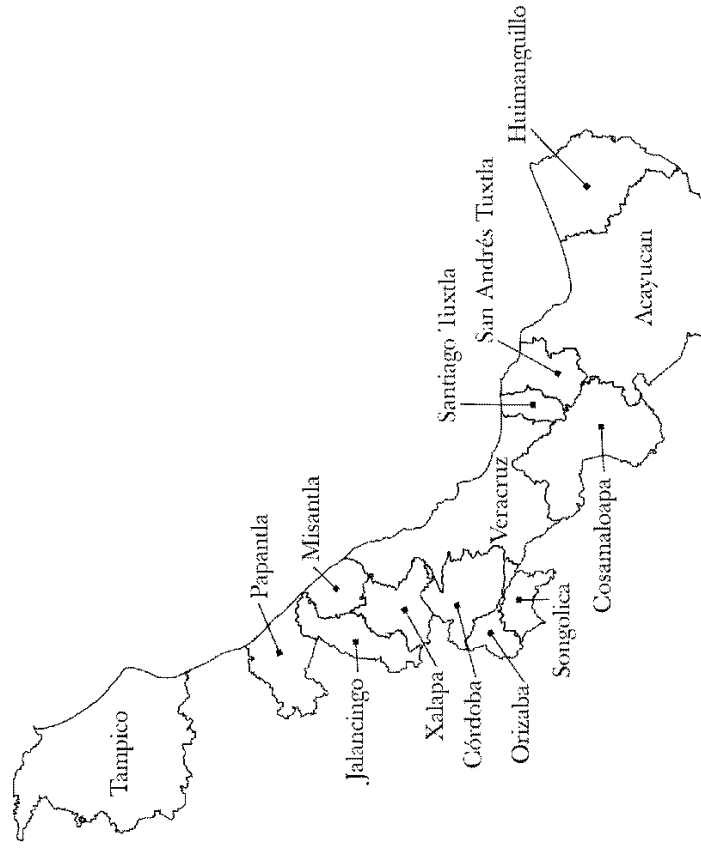 Tampico
Papantla
Misantla
Jalancingo
Xalapa
Córdoba
Orizaba
Songolica
Veracruz
Cosamaloapa
Santiago Tuxtla
San Andrés Tuxtla
Acayucan
Huimanguillo